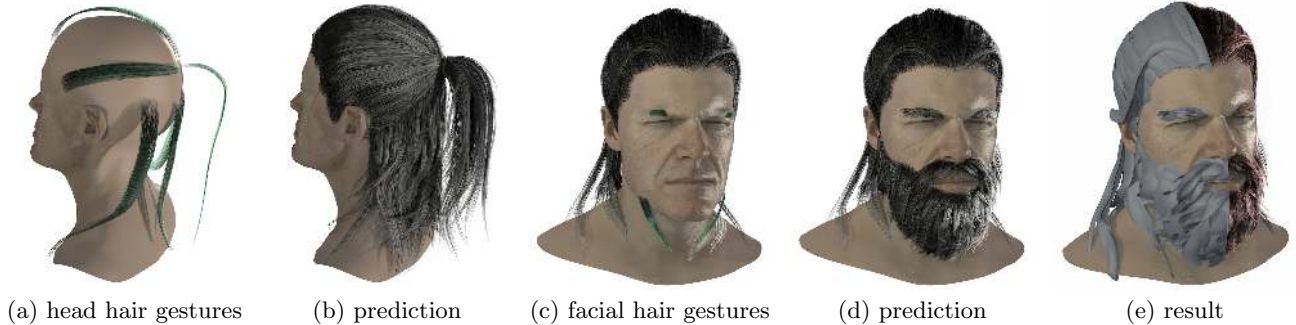 (a) head hair gestures (b) prediction (c) facial hair gestures (d) prediction (e) result